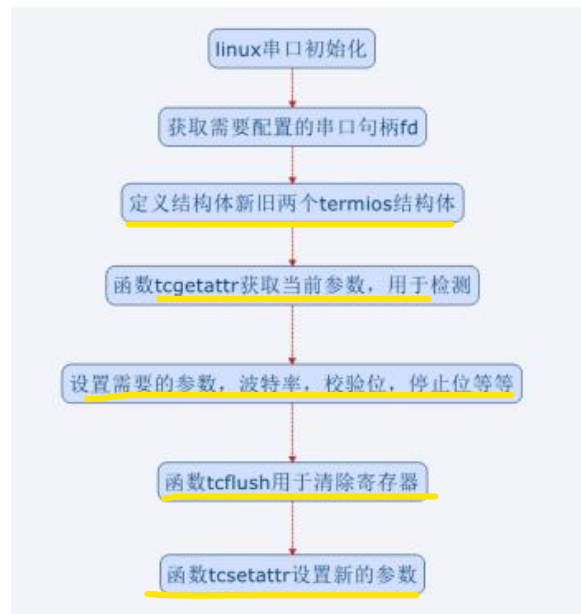 linux串口初始化
获取需要配置的串口句柄fd
定义结构体新旧两个termios结构体
函数tcgetattr获取当前参数，用于检测
设置需要的参数，波特率，校验位，停止位等等
函数tcflush用于清除寄存器
函数tcsetattr设置新的参数